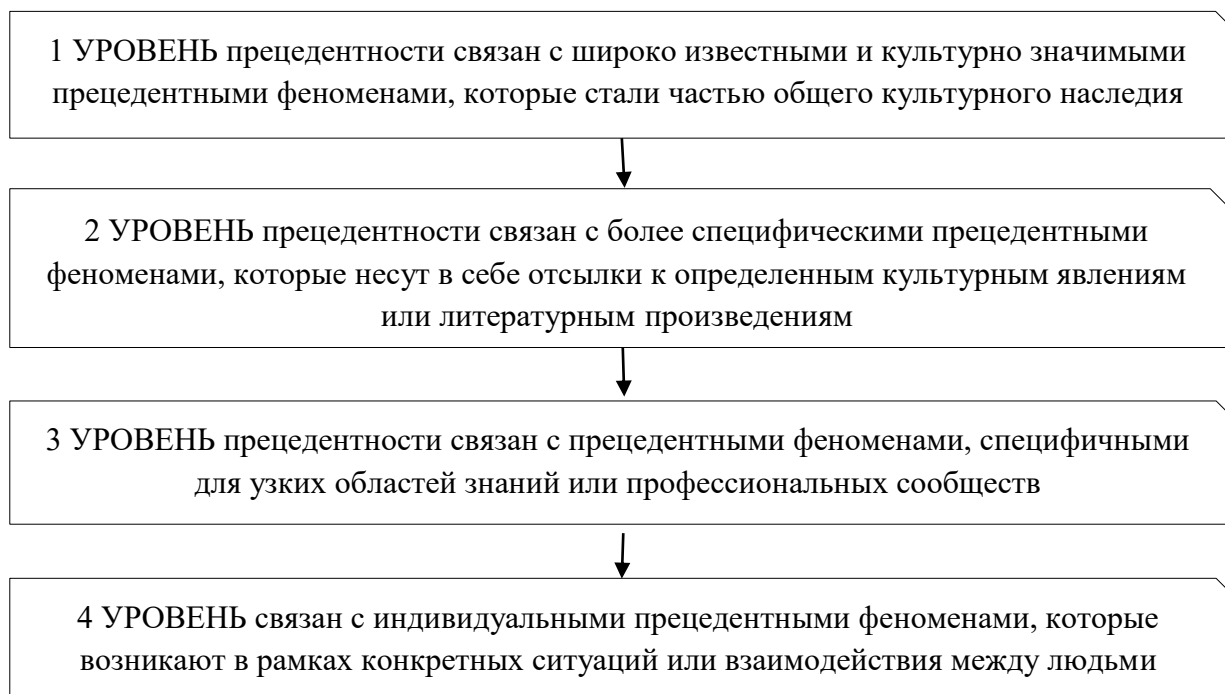 1 УРОВЕНЬ прецедентности связан с широко известными и культурно значимыми
прецедентными феноменами, которые стали частью общего культурного наследия
2 УРОВЕНЬ прецедентности связан с более специфическими прецедентными
феноменами, которые несут в себе отсылки к определенным культурным явлениям
или литературным произведениям
3 УРОВЕНЬ прецедентности связан с прецедентными феноменами, специфичными
для узких областей знаний или профессиональных сообществ
4 УРОВЕНЬ связан с индивидуальными прецедентными феноменами, которые
возникают в рамках конкретных ситуаций или взаимодействия между людьми